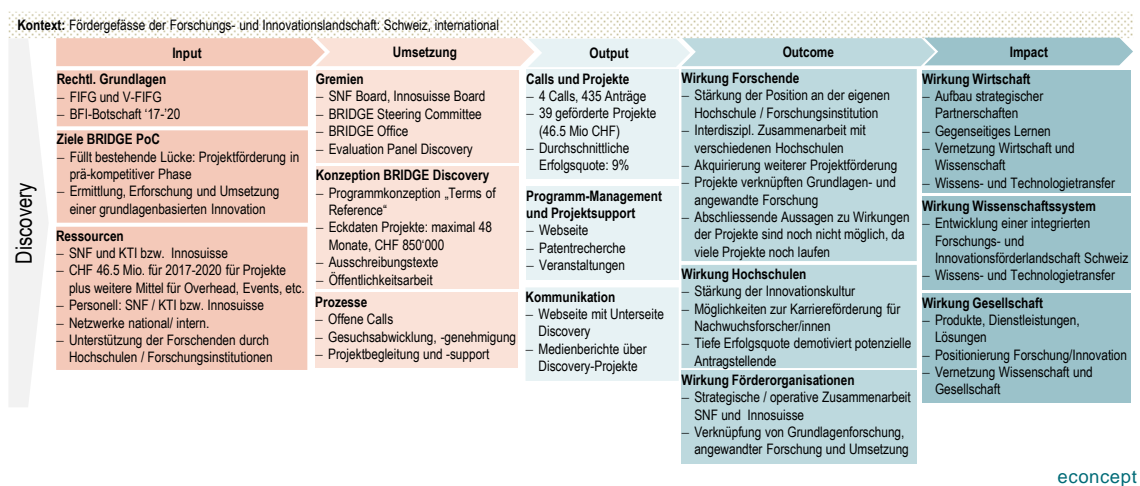 Kontext: Fördergefässe der Forschungs- und Innovationslandschaft: Schweiz, international
Discovery
Input
Rechtl. Grundlagen
– FIFG und V-FIFG
– BFI-Botschaft '17-'20
Ziele BRIDGE PoC
– Füllt bestehende Lücke: Projektförderung in
prä-kompetitiver Phase
– Ermittlung, Erforschung und Umsetzung
einer grundlagenbasierten Innovation
Ressourcen
– SNF und KTI bzw. Innosuisse
– CHF 46.5 Mio. für 2017-2020 für Projekte
plus weitere Mittel für Overhead, Events, etc.
– Personell: SNF / KTI bzw. Innosuisse
– Netzwerke national/ intern.
– Unterstützung der Forschenden durch
Hochschulen / Forschungsinstitutionen
Umsetzung
Gremien
– SNF Board, Innosuisse Board
– BRIDGE Steering Committee
– BRIDGE Office
– Evaluation Panel Discovery
Konzeption BRIDGE Discovery
– Programmkonzeption „Terms of
Reference“
– Eckdaten Projekte: maximal 48
Monate, CHF 850'000
– Ausschreibungstexte
– Öffentlichkeitsarbeit
Prozesse
– Offene Calls
– Gesuchsabwicklung, -genehmigung
– Projektbegleitung und -support
Output
Calls und Projekte
– 4 Calls, 435 Anträge
– 39 geförderte Projekte
(46.5 Mio CHF)
– Durchschnittliche
Erfolgsquote: 9%
Programm-Management
und Projektsupport
– Webseite
– Patentrecherche
– Veranstaltungen
Kommunikation
– Webseite mit Unterseite
Discovery
– Medienberichte über
Discovery-Projekte
Outcome
Wirkung Forschende
– Stärkung der Position an der eigenen
Hochschule / Forschungsinstitution
– Interdiszipl. Zusammenarbeit mit
verschiedenen Hochschulen
– Akquirierung weiterer Projektförderung
– Projekte verknüpften Grundlagen- und
angewandte Forschung
– Abschliessende Aussagen zu Wirkungen
der Projekte sind noch nicht möglich, da
viele Projekte noch laufen
Wirkung Hochschulen
– Stärkung der Innovationskultur
– Möglichkeiten zur Karriereförderung für
Nachwuchsforscher/innen
– Tiefe Erfolgsquote demotiviert potenzielle
Antragstellende
Wirkung Förderorganisationen
– Strategische / operative Zusammenarbeit
SNF und Innosuisse
– Verknüpfung von Grundlagenforschung,
angewandter Forschung und Umsetzung
Impact
Wirkung Wirtschaft
– Aufbau strategischer
Partnerschaften
– Gegenseitiges Lernen
– Vernetzung Wirtschaft und
Wissenschaft
– Wissens- und Technologietransfer
Wirkung Wissenschaftssystem
– Entwicklung einer integrierten
Forschungs- und
Innovationsförderlandschaft Schweiz
– Wissens- und Technologietransfer
Wirkung Gesellschaft
– Produkte, Dienstleistungen,
Lösungen
– Positionierung Forschung/Innovation
– Vernetzung Wissenschaft und
Gesellschaft
econcept